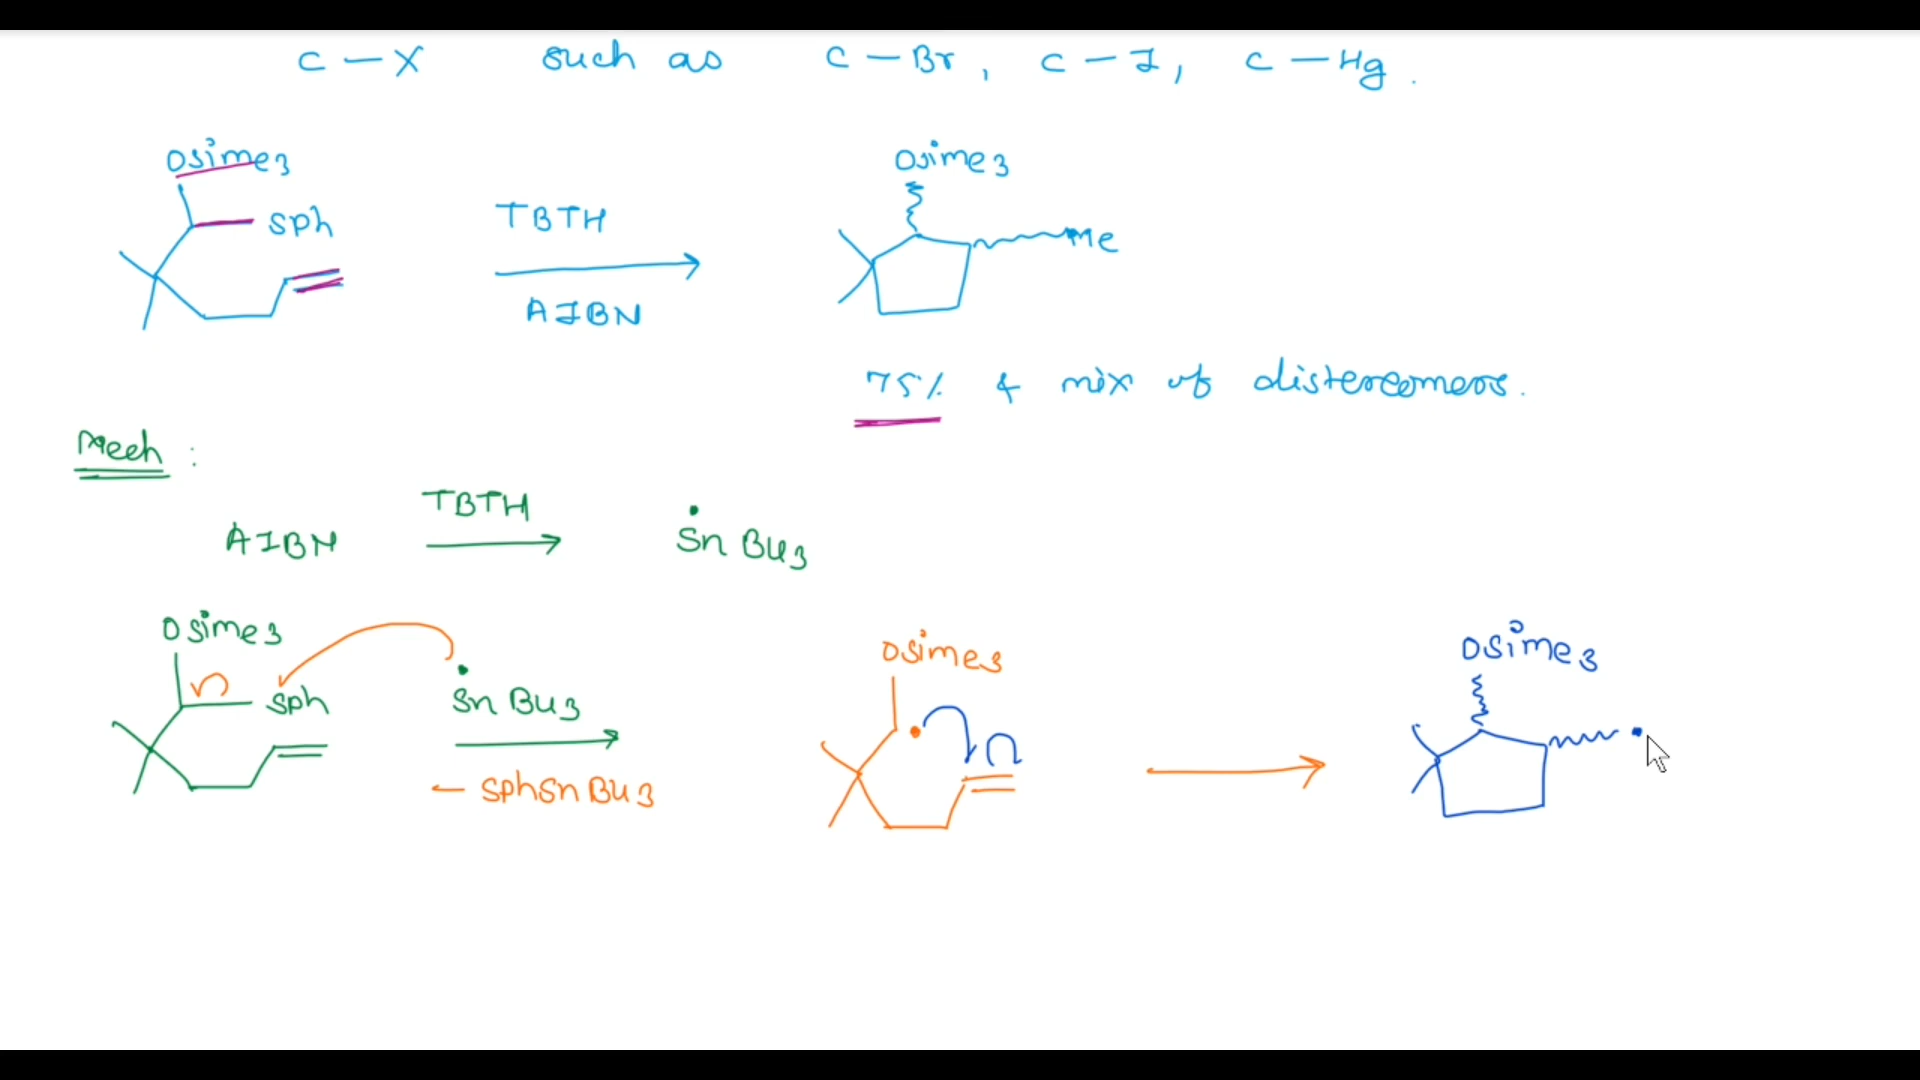 C — X such as C — Br, C — I, C — Hg.
Osime3
Sph
TBTH
AIBN
Osime3
Me
75% & mix of distereomers.
Mech :
AIBN
TBTH
Sn Bu3
Osime3
Sph
Sn Bu3
— SphSnBu3
Osime3
Osime3